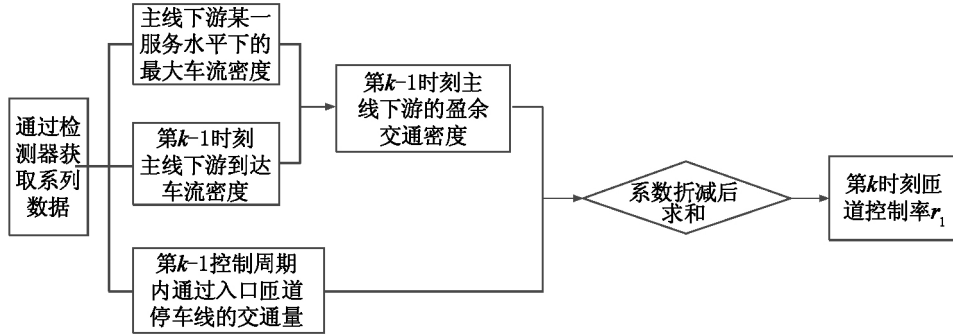 主线下游某一
服务水平下的
最大车流密度
通过检
测器获
取系列
数据
第k-1时刻
主线下游到达
车流密度
第k-1控制周期
内通过入口匝道
停车线的交通量
第k-1时刻主
线下游的盈余
交通密度
系数折减后
求和
第k时刻匝
道控制率r₁